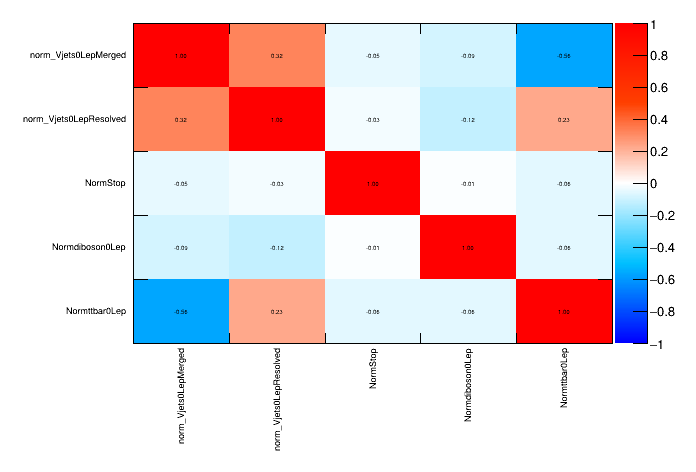 norm_Vjets0LepMerged 1.00 0.32 -0.05 -0.09 -0.56
norm_Vjets0LepResolved 0.32 1.00 -0.03 -0.12 0.23
NormStop -0.05 -0.03 1.00 -0.01 -0.06
Normdiboson0Lep -0.09 -0.12 -0.01 1.00 -0.06
Normttbar0Lep -0.56 0.23 -0.06 -0.06 1.00
norm_Vjets0LepMerged
norm_Vjets0LepResolved
NormStop
Normdiboson0Lep
Normttbar0Lep
1
0.8
0.6
0.4
0.2
0
−0.2
−0.4
−0.6
−0.8
−1